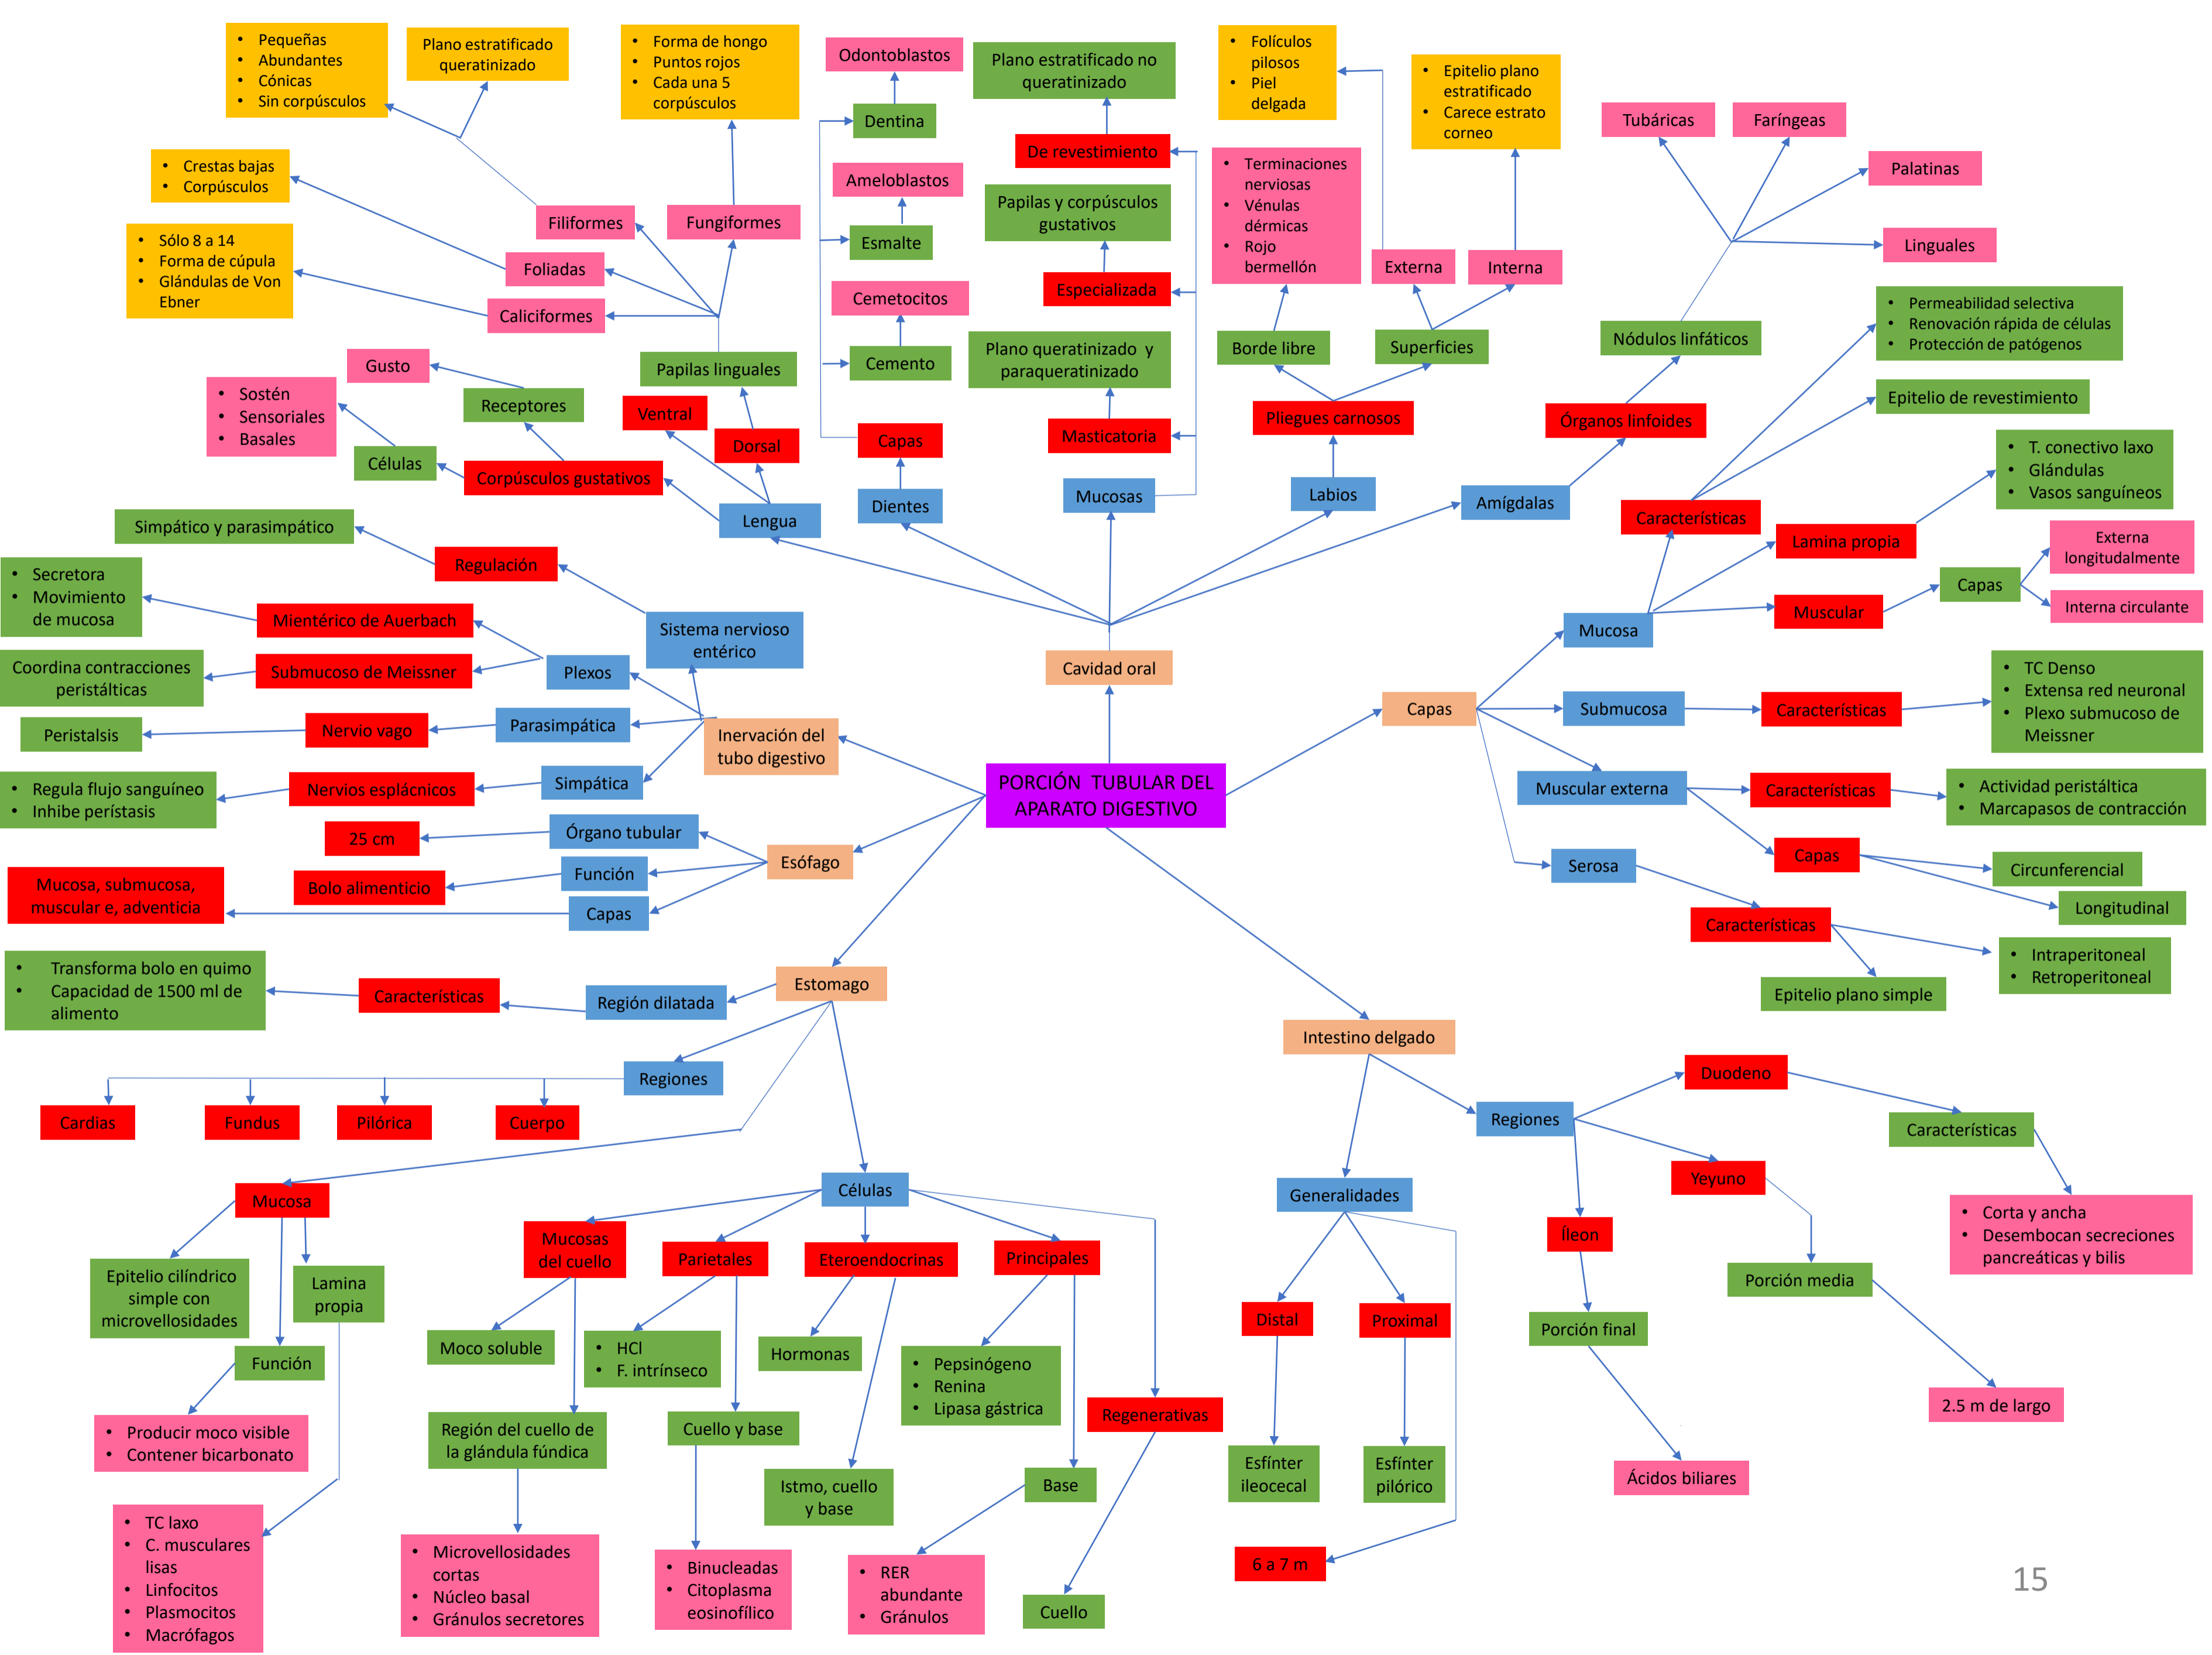 • Pequeñas
• Abundantes
• Cónicas
• Sin corpúsculos
Plano estratificado
queratinizado
• Forma de hongo
• Puntos rojos
• Cada una 5
corpúsculos
Odontoblastos
Dentina
Plano estratificado no
queratinizado
De revestimiento
• Folículos
pilosos
• Piel
delgada
• Epitelio plano
estratificado
• Carece estrato
corneo
Tubáricas
Faríngeas
Palatinas
Linguales
• Crestas bajas
• Corpúsculos
• Sólo 8 a 14
• Forma de cúpula
• Glándulas de Von
Ebner
Filiformes
Fungiformes
Foliadas
Caliciformes
Ameloblastos
Esmalte
Cemetocitos
Cemento
Papilas y corpúsculos
gustativos
Especializada
Plano queratinizado y
paraqueratinizado
Masticatoria
• Terminaciones
nerviosas
• Vénulas
dérmicas
• Rojo
bermellón
Externa
Interna
Borde libre
Superficies
Nódulos linfáticos
• Permeabilidad selectiva
• Renovación rápida de células
• Protección de patógenos
Epitelio de revestimiento
Gusto
• Sostén
• Sensoriales
• Basales
Receptores
Células
Papilas linguales
Ventral
Dorsal
Corpúsculos gustativos
Capas
Pliegues carnosos
Órganos linfoides
Lengua
Dientes
Mucosas
Labios
Amígdalas
Características
Lamina propia
• T. conectivo laxo
• Glándulas
• Vasos sanguíneos
Muscular
Capas
Externa
longitudalmente
Interna circulante
Mucosa
Simpático y parasimpático
Regulación
• Secretora
• Movimiento
de mucosa
Mientérico de Auerbach
Sistema nervioso
entérico
Coordina contracciones
peristálticas
Submucoso de Meissner
Plexos
Peristalsis
Nervio vago
Parasimpática
Inervación del
tubo digestivo
• Regula flujo sanguíneo
• Inhibe perístasis
Nervios esplácnicos
Simpática
Cavidad oral
PORCIÓN TUBULAR DEL
APARATO DIGESTIVO
Capas
Submucosa
Características
• TC Denso
• Extensa red neuronal
• Plexo submucoso de
Meissner
Muscular externa
Características
• Actividad peristáltica
• Marcapasos de contracción
Capas
Circunferencial
Longitudinal
Serosa
Características
• Intraperitoneal
• Retroperitoneal
Epitelio plano simple
25 cm
Órgano tubular
Esófago
Bolo alimenticio
Función
Mucosa, submucosa,
muscular e, adventicia
Capas
• Transforma bolo en quimo
• Capacidad de 1500 ml de
alimento
Características
Región dilatada
Estomago
Regiones
Cardias
Fundus
Pilórica
Cuerpo
Mucosa
Epitelio cilíndrico
simple con
microvellosidades
Lamina
propia
Función
• Producir moco visible
• Contener bicarbonato
• TC laxo
• C. musculares
lisas
• Linfocitos
• Plasmocitos
• Macrófagos
Células
Mucosas
del cuello
Parietales
Eteroendocrinas
Principales
Moco soluble
• HCl
• F. intrínseco
Hormonas
• Pepsinógeno
• Renina
• Lipasa gástrica
Regenerativas
Región del cuello de
la glándula fúndica
Cuello y base
Istmo, cuello
y base
Base
• Microvellosidades
cortas
• Núcleo basal
• Gránulos secretores
• Binucleadas
• Citoplasma
eosinofílico
• RER
abundante
• Gránulos
Cuello
Intestino delgado
Generalidades
Distal
Proximal
Esfínter
ileocecal
Esfínter
pilórico
6 a 7 m
Regiones
Duodeno
Características
• Corta y ancha
• Desembocan secreciones
pancreáticas y bilis
Yeyuno
Porción media
2.5 m de largo
Íleon
Porción final
Ácidos biliares
15